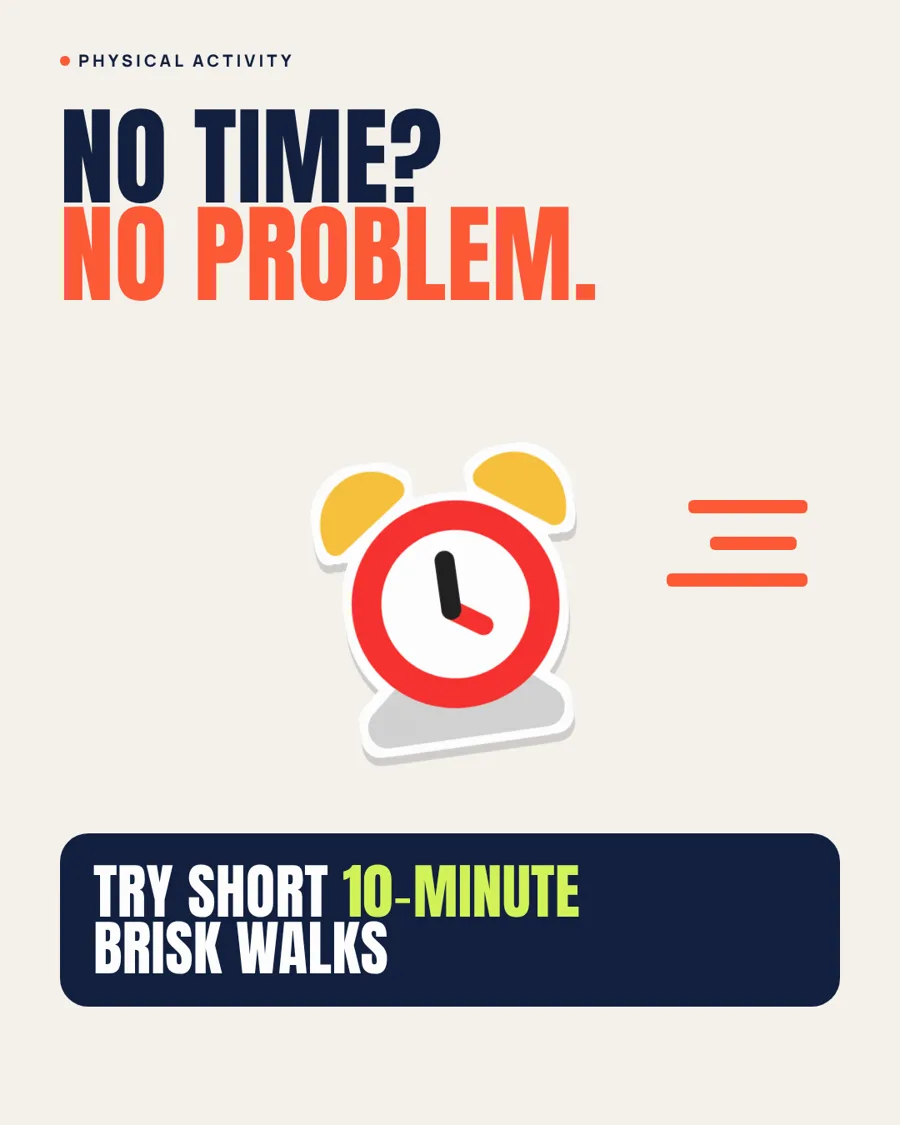 PHYSICAL ACTIVITY
NO TIME?
NO PROBLEM.
TRY SHORT 10-MINUTE
BRISK WALKS